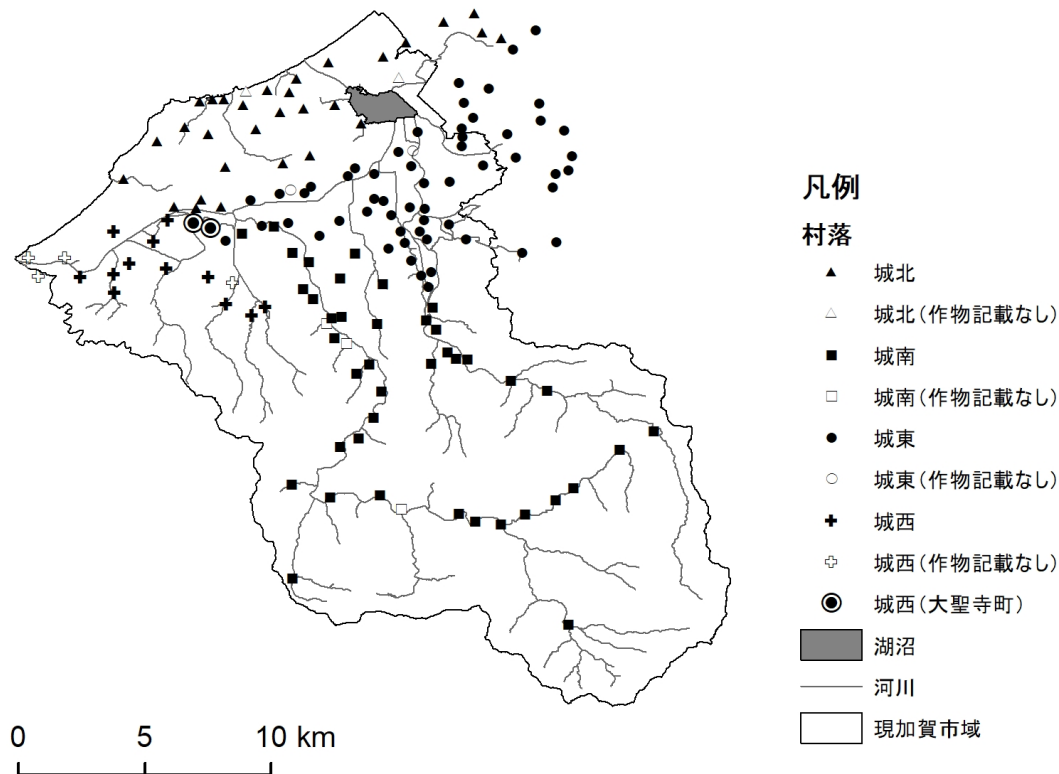 凡例
村落
城北
城北(作物記載なし)
城南
城南(作物記載なし)
城東
城東(作物記載なし)
城西
城西(作物記載なし)
城西(大聖寺町)
湖沼
河川
現加賀市域
0 5 10 km